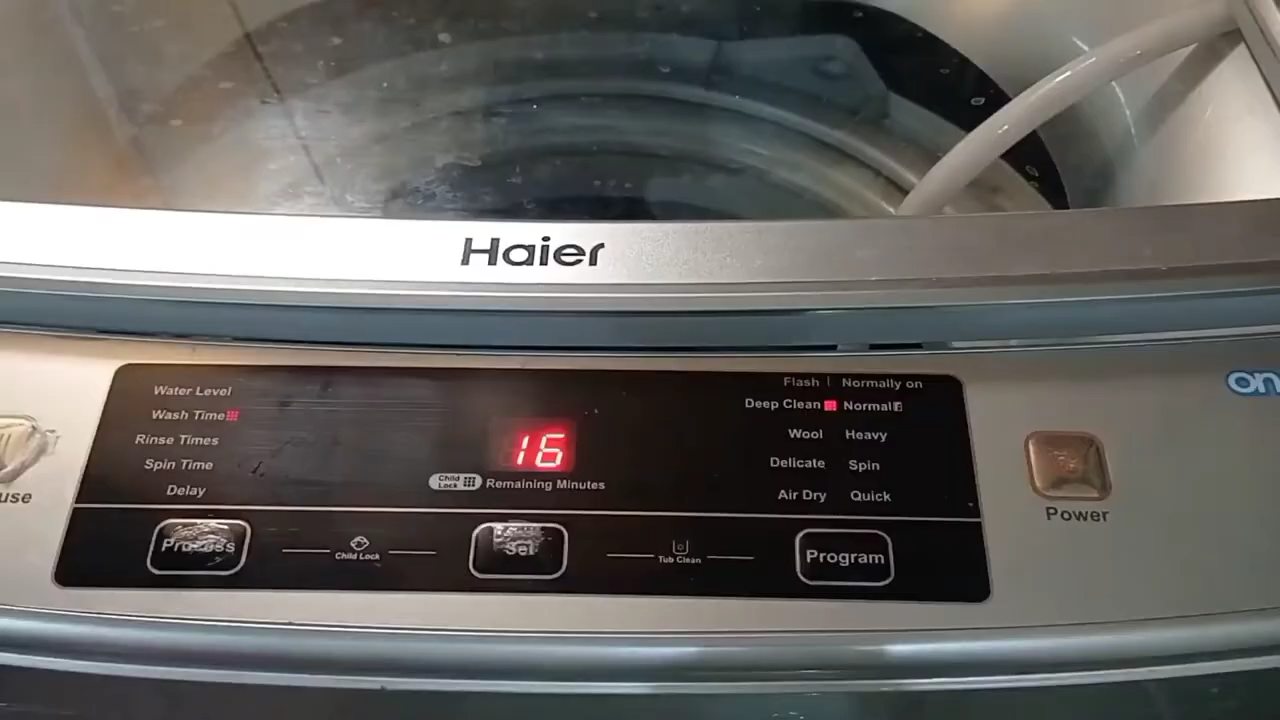 Haier
on
Water Level
Wash Time
Rinse Times
Spin Time
Delay
16
Child Lock
Remaining Minutes
Flash Normally on
Deep Clean Normal
Wool Heavy
Delicate Spin
Air Dry Quick
use
Power
Process
Child Lock
Set
Tub Clean
Program